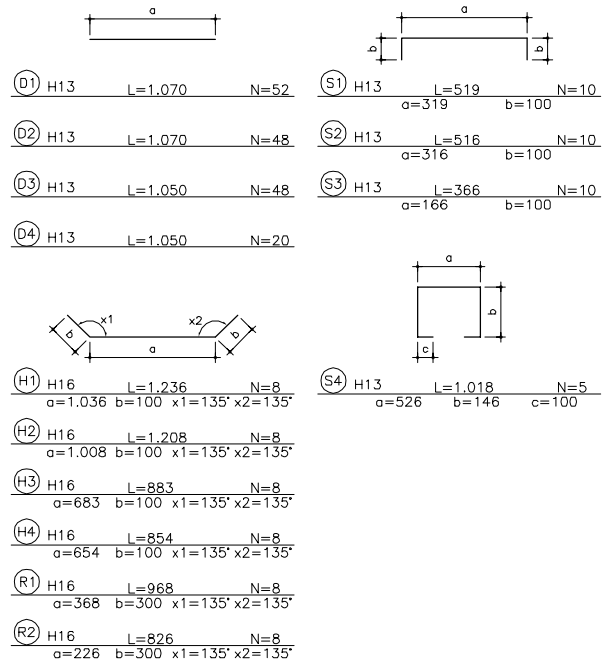 a
D1 H13 L=1.070 N=52
D2 H13 L=1.070 N=48
D3 H13 L=1.050 N=48
D4 H13 L=1.050 N=20
x1 x2
b a b
H1 H16 L=1.236 N=8
a=1.036 b=100 x1=135° x2=135°
H2 H16 L=1.208 N=8
a=1.008 b=100 x1=135° x2=135°
H3 H16 L=883 N=8
a=683 b=100 x1=135° x2=135°
H4 H16 L=854 N=8
a=654 b=100 x1=135° x2=135°
R1 H16 L=968 N=8
a=368 b=300 x1=135° x2=135°
R2 H16 L=826 N=8
a=226 b=300 x1=135° x2=135°
a
b b
S1 H13 L=519 N=10
a=319 b=100
S2 H13 L=516 N=10
a=316 b=100
S3 H13 L=366 N=10
a=166 b=100
a
b
c
S4 H13 L=1.018 N=5
a=526 b=146 c=100